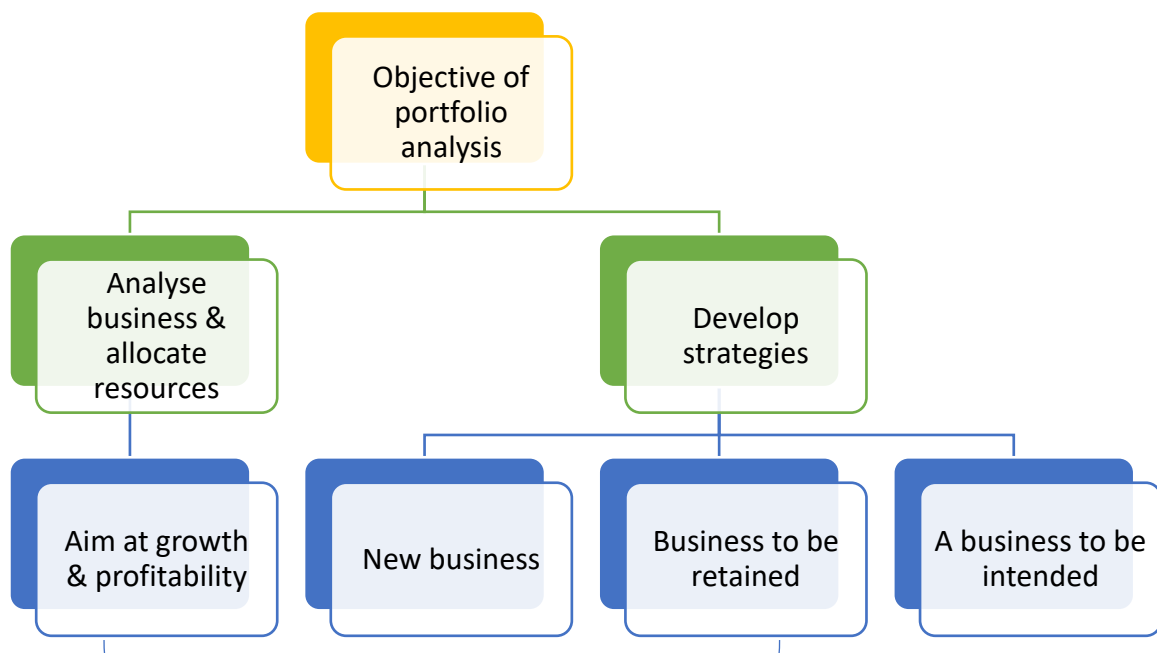 Objective of
portfolio
analysis
Analyse
business &
allocate
resources
Develop
strategies
Aim at growth
& profitability
New business
Business to be
retained
A business to be
intended